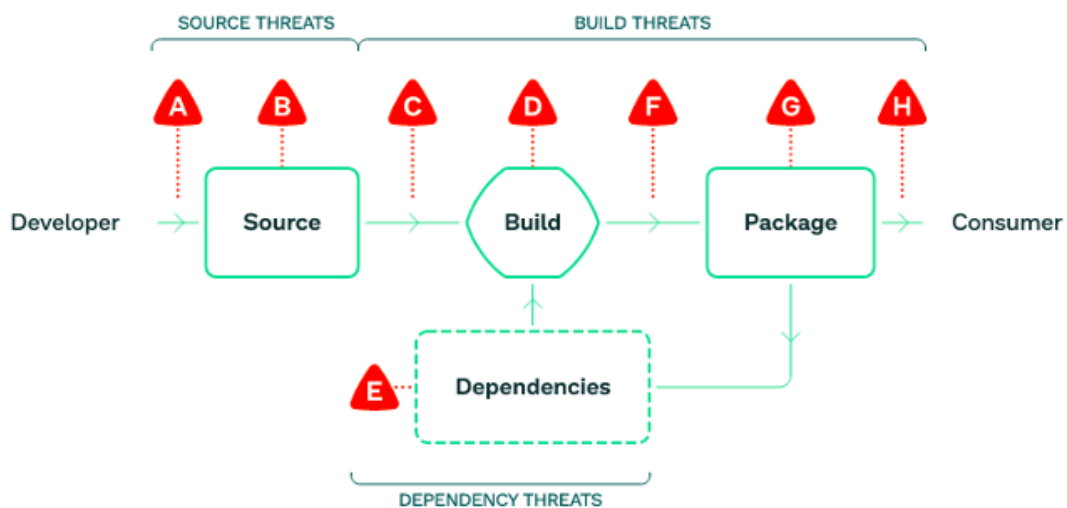 SOURCE THREATS BUILD THREATS
A B C D F G H
Developer Source Build Package Consumer
E Dependencies
DEPENDENCY THREATS